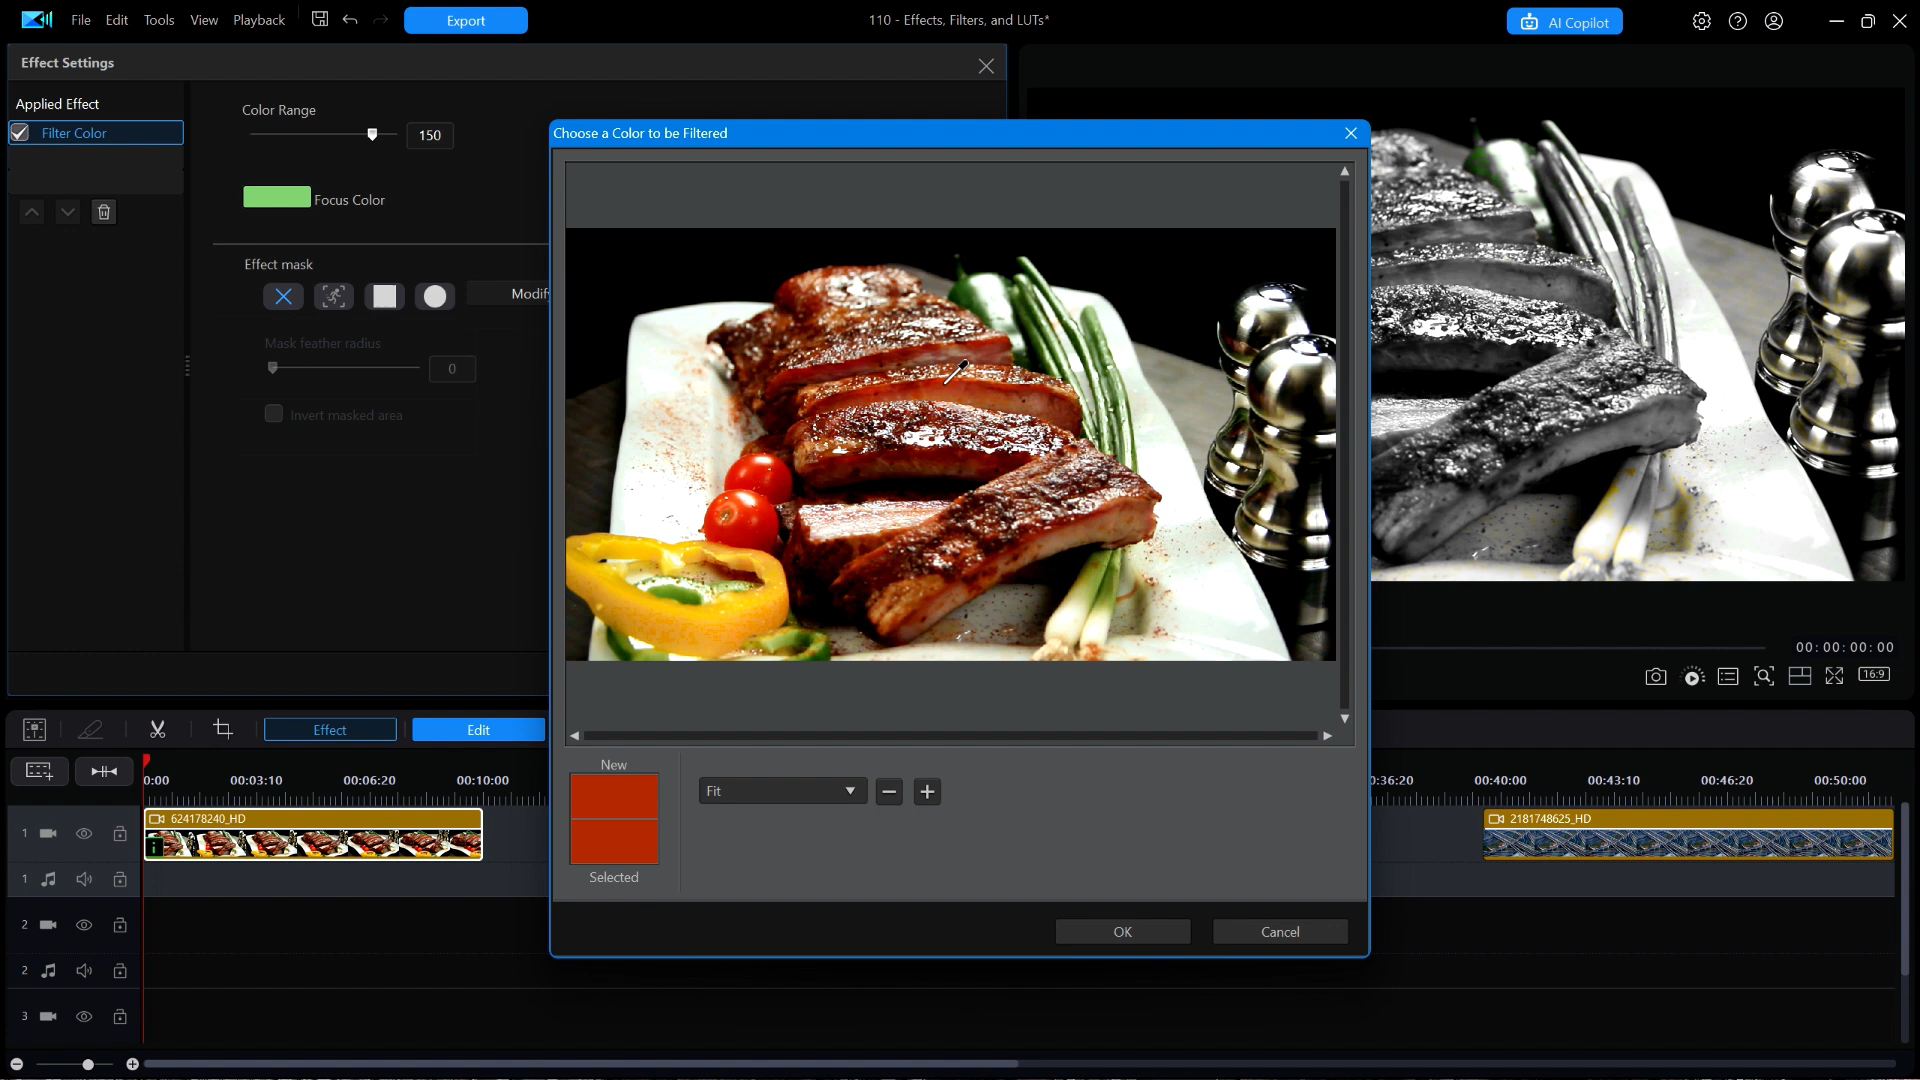 File Edit Tools View Playback Export 110 - Effects, Filters, and LUTs* AI Copilot
Effect Settings
Applied Effect
Filter Color
Color Range
150
Focus Color
Effect mask
Modify
Mask feather radius
0
Invert masked area
Choose a Color to be Filtered
New
Selected
Fit
OK Cancel
00:00:00:00
16:9
Effect Edit
0:00 00:03:10 00:06:20 00:10:00 0:36:20 00:40:00 00:43:10 00:46:20 00:50:00
1
624178240_HD
i
2181748625_HD
1
2
2
3